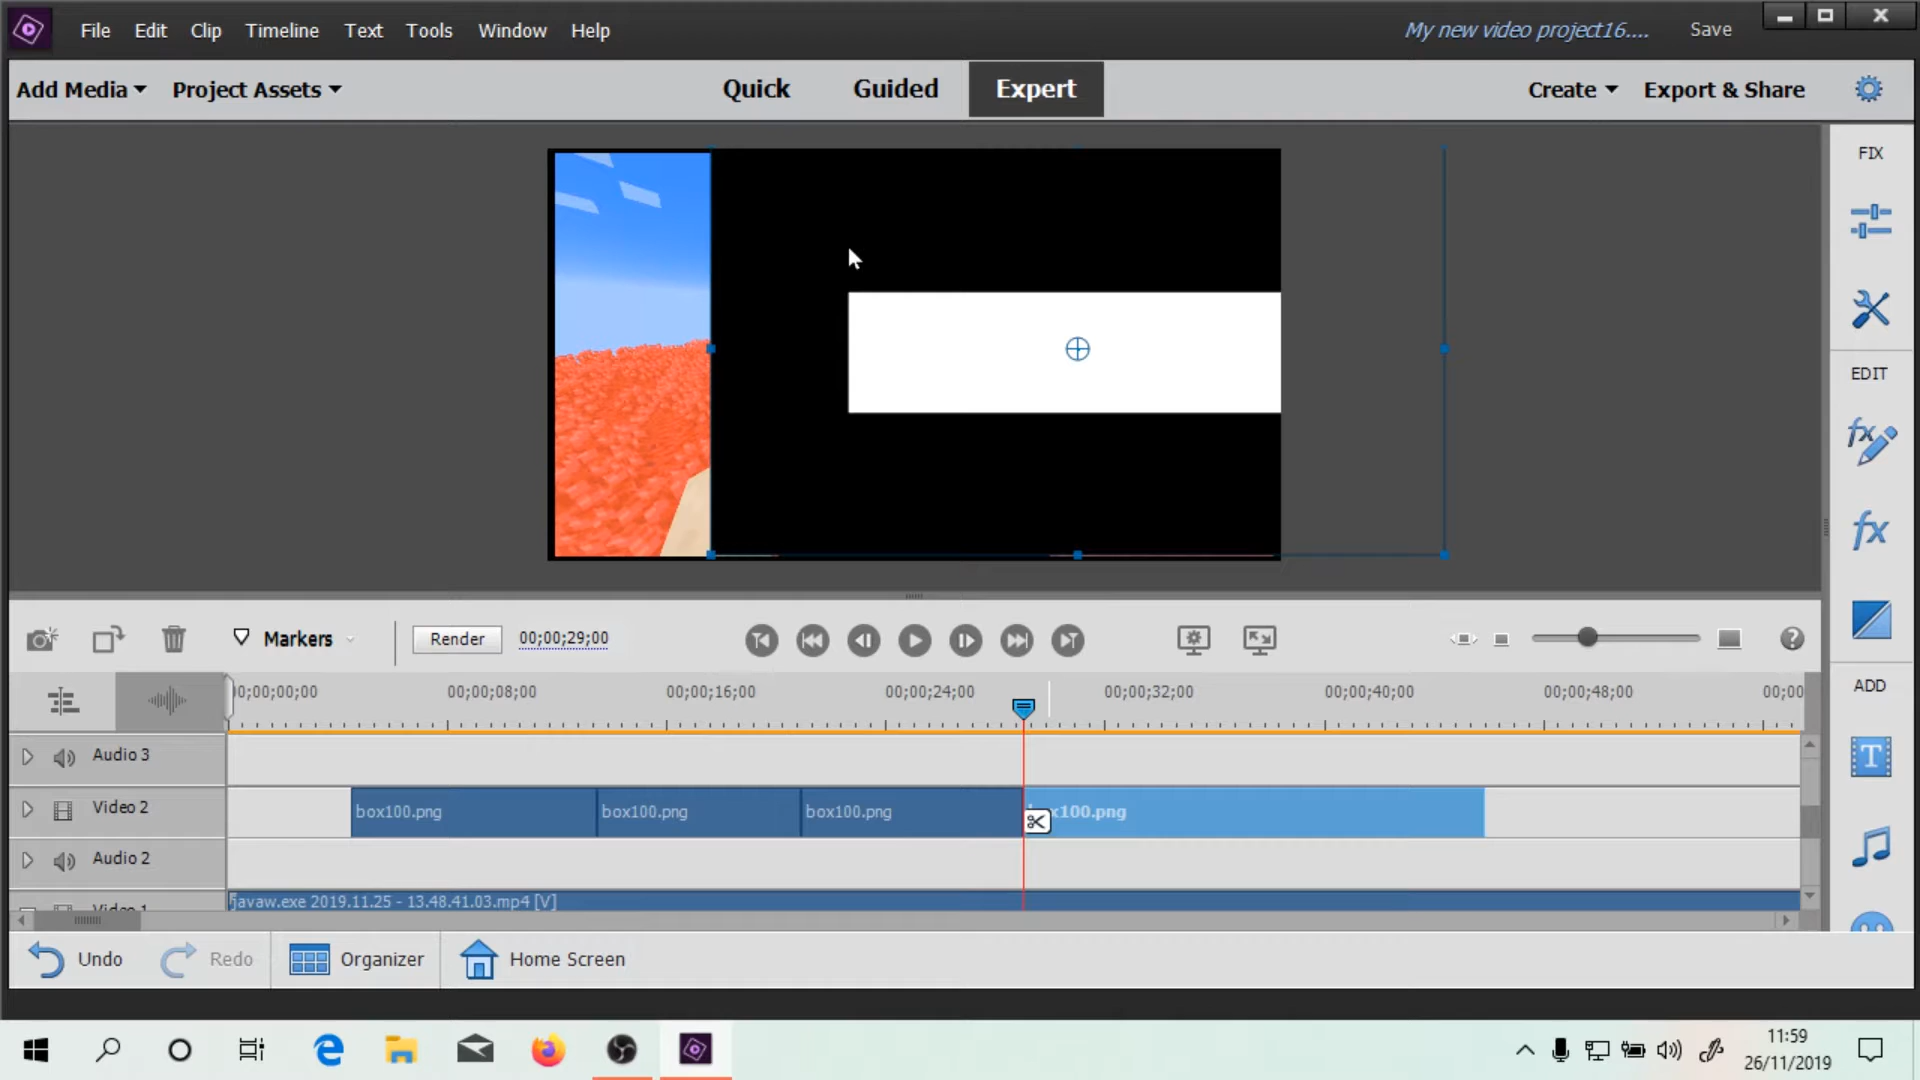 File Edit Clip Timeline Text Tools Window Help
My new video project16.... Save
Add Media Project Assets Quick Guided Expert Create Export & Share
FIX
EDIT
ADD
Markers Render 00;00;29;00
0;00;00;00 00;00;08;00 00;00;16;00 00;00;24;00 00;00;32;00 00;00;40;00 00;00;48;00 00;00
Audio 3
Video 2 box100.png box100.png box100.png x100.png
Audio 2
Video 1 javaw.exe 2019.11.25 - 13.48.41.03.mp4 [V]
Undo Redo Organizer Home Screen
11:59
26/11/2019